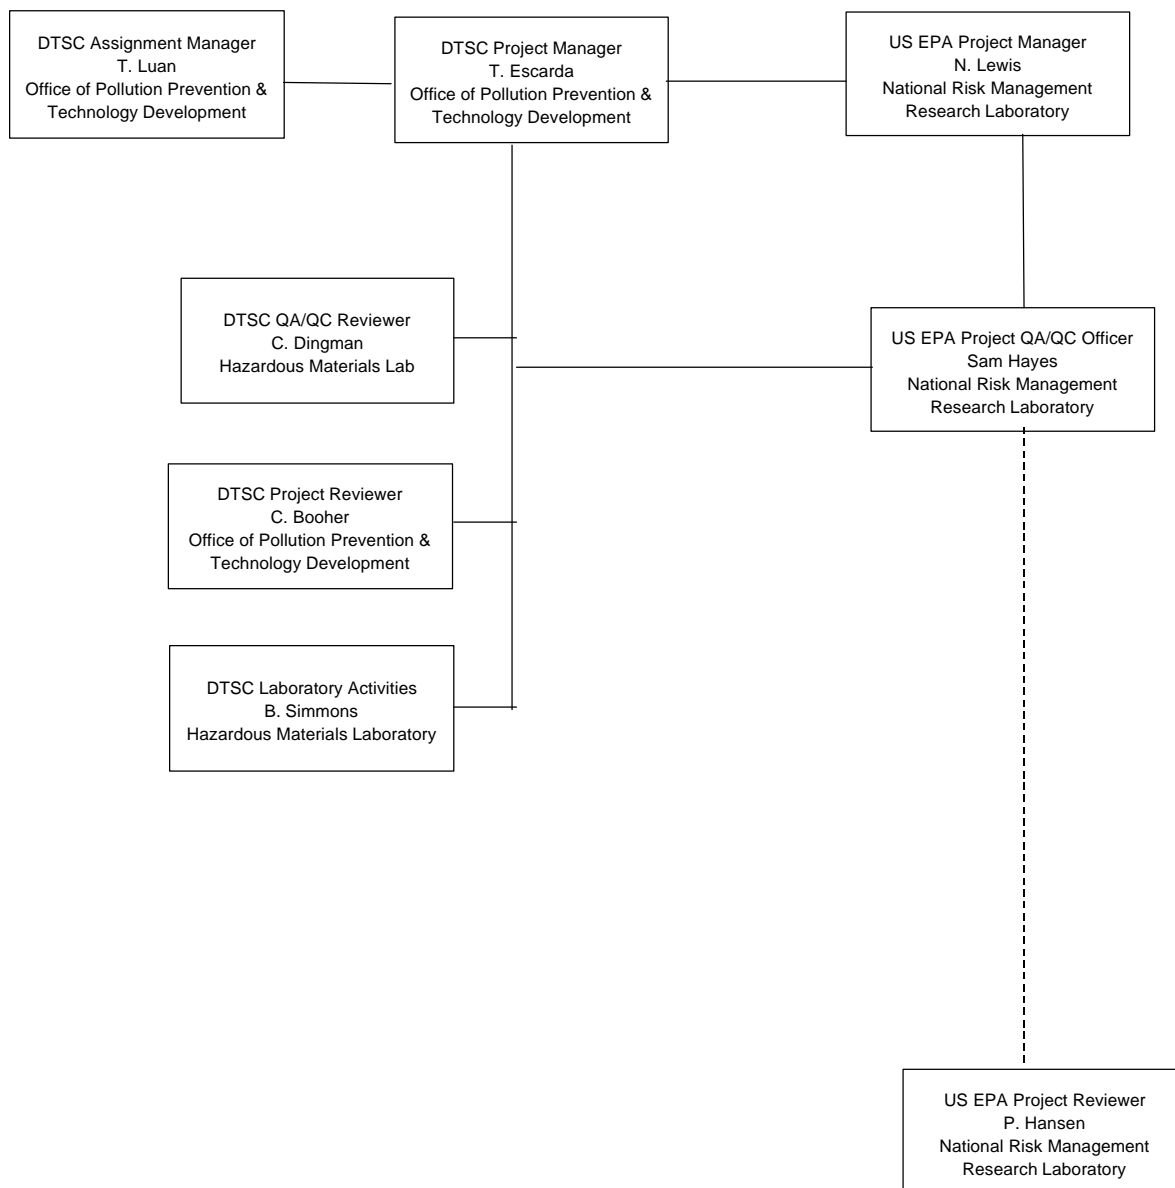 DTSC Assignment Manager
T. Luan
Office of Pollution Prevention &
Technology Development
DTSC Project Manager
T. Escarda
Office of Pollution Prevention &
Technology Development
US EPA Project Manager
N. Lewis
National Risk Management
Research Laboratory
DTSC QA/QC Reviewer
C. Dingman
Hazardous Materials Lab
US EPA Project QA/QC Officer
Sam Hayes
National Risk Management
Research Laboratory
DTSC Project Reviewer
C. Booher
Office of Pollution Prevention &
Technology Development
DTSC Laboratory Activities
B. Simmons
Hazardous Materials Laboratory
US EPA Project Reviewer
P. Hansen
National Risk Management
Research Laboratory